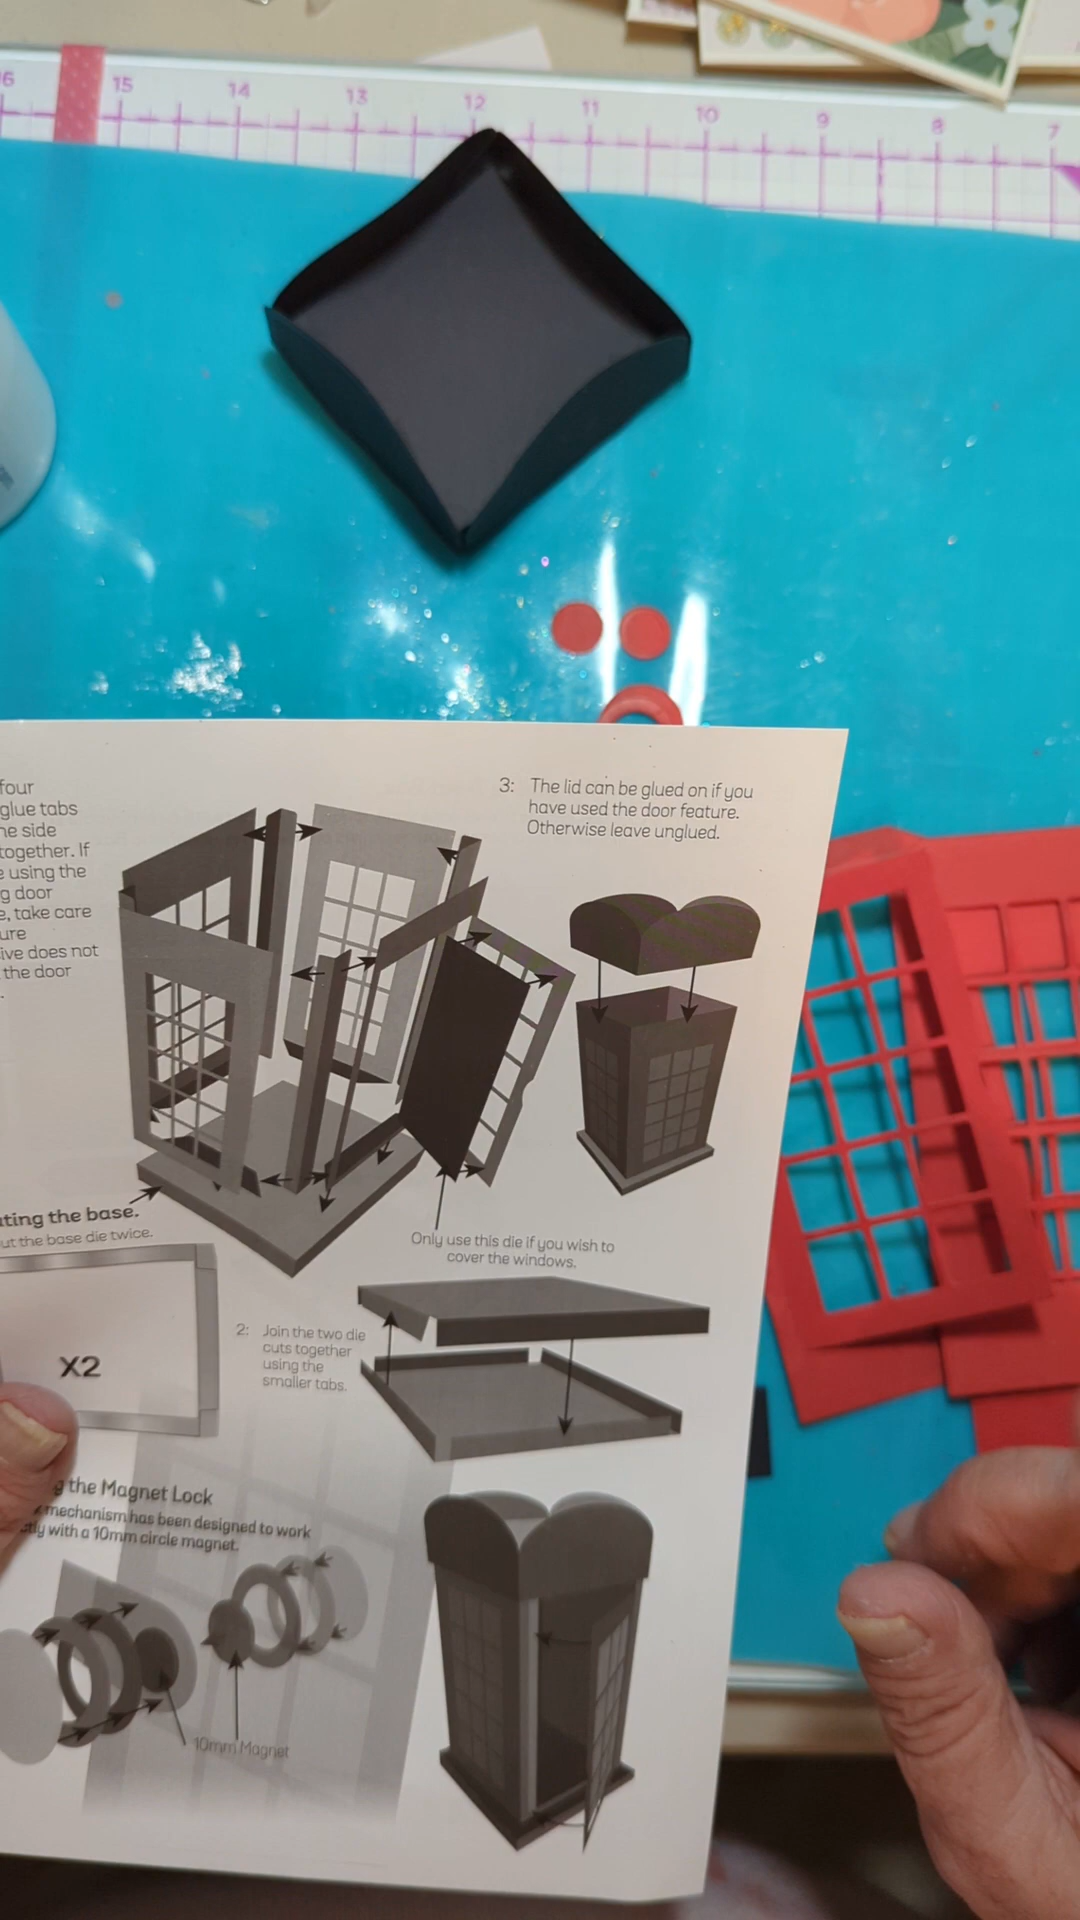 16 15 14 13 12 11 10 9 8 7
four
glue tabs
side
together. If
using the
door
, take care
ive does not
the door
3: The lid can be glued on if you
have used the door feature.
Otherwise leave unglued.
ting the base.
ut the base die twice.
Only use this die if you wish to
cover the windows.
X2
2: Join the two die
cuts together
using the
smaller tabs.
g the Magnet Lock
mechanism has been designed to work
tly with a 10mm circle magnet.
10mm Magnet